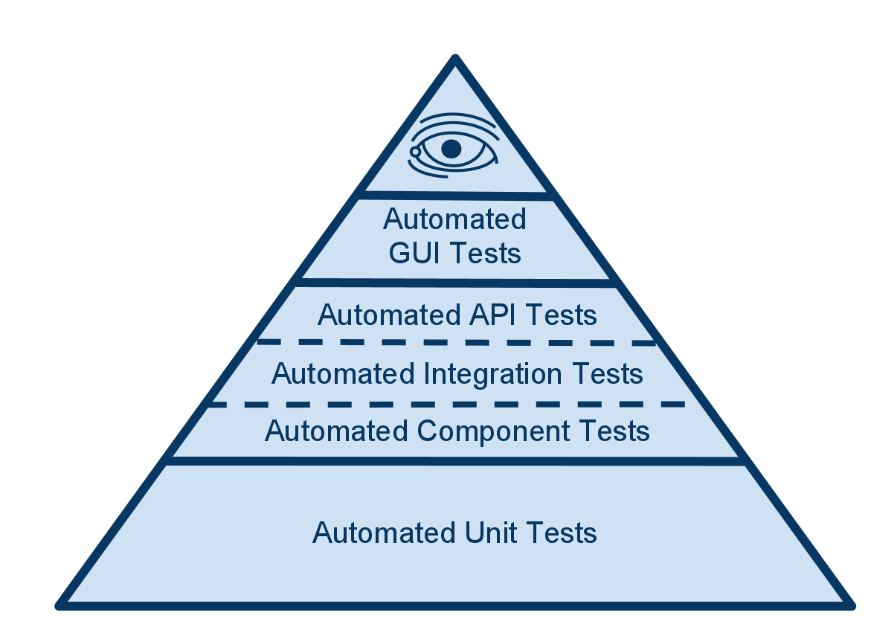 Automated
GUI Tests
Automated API Tests
Automated Integration Tests
Automated Component Tests
Automated Unit Tests